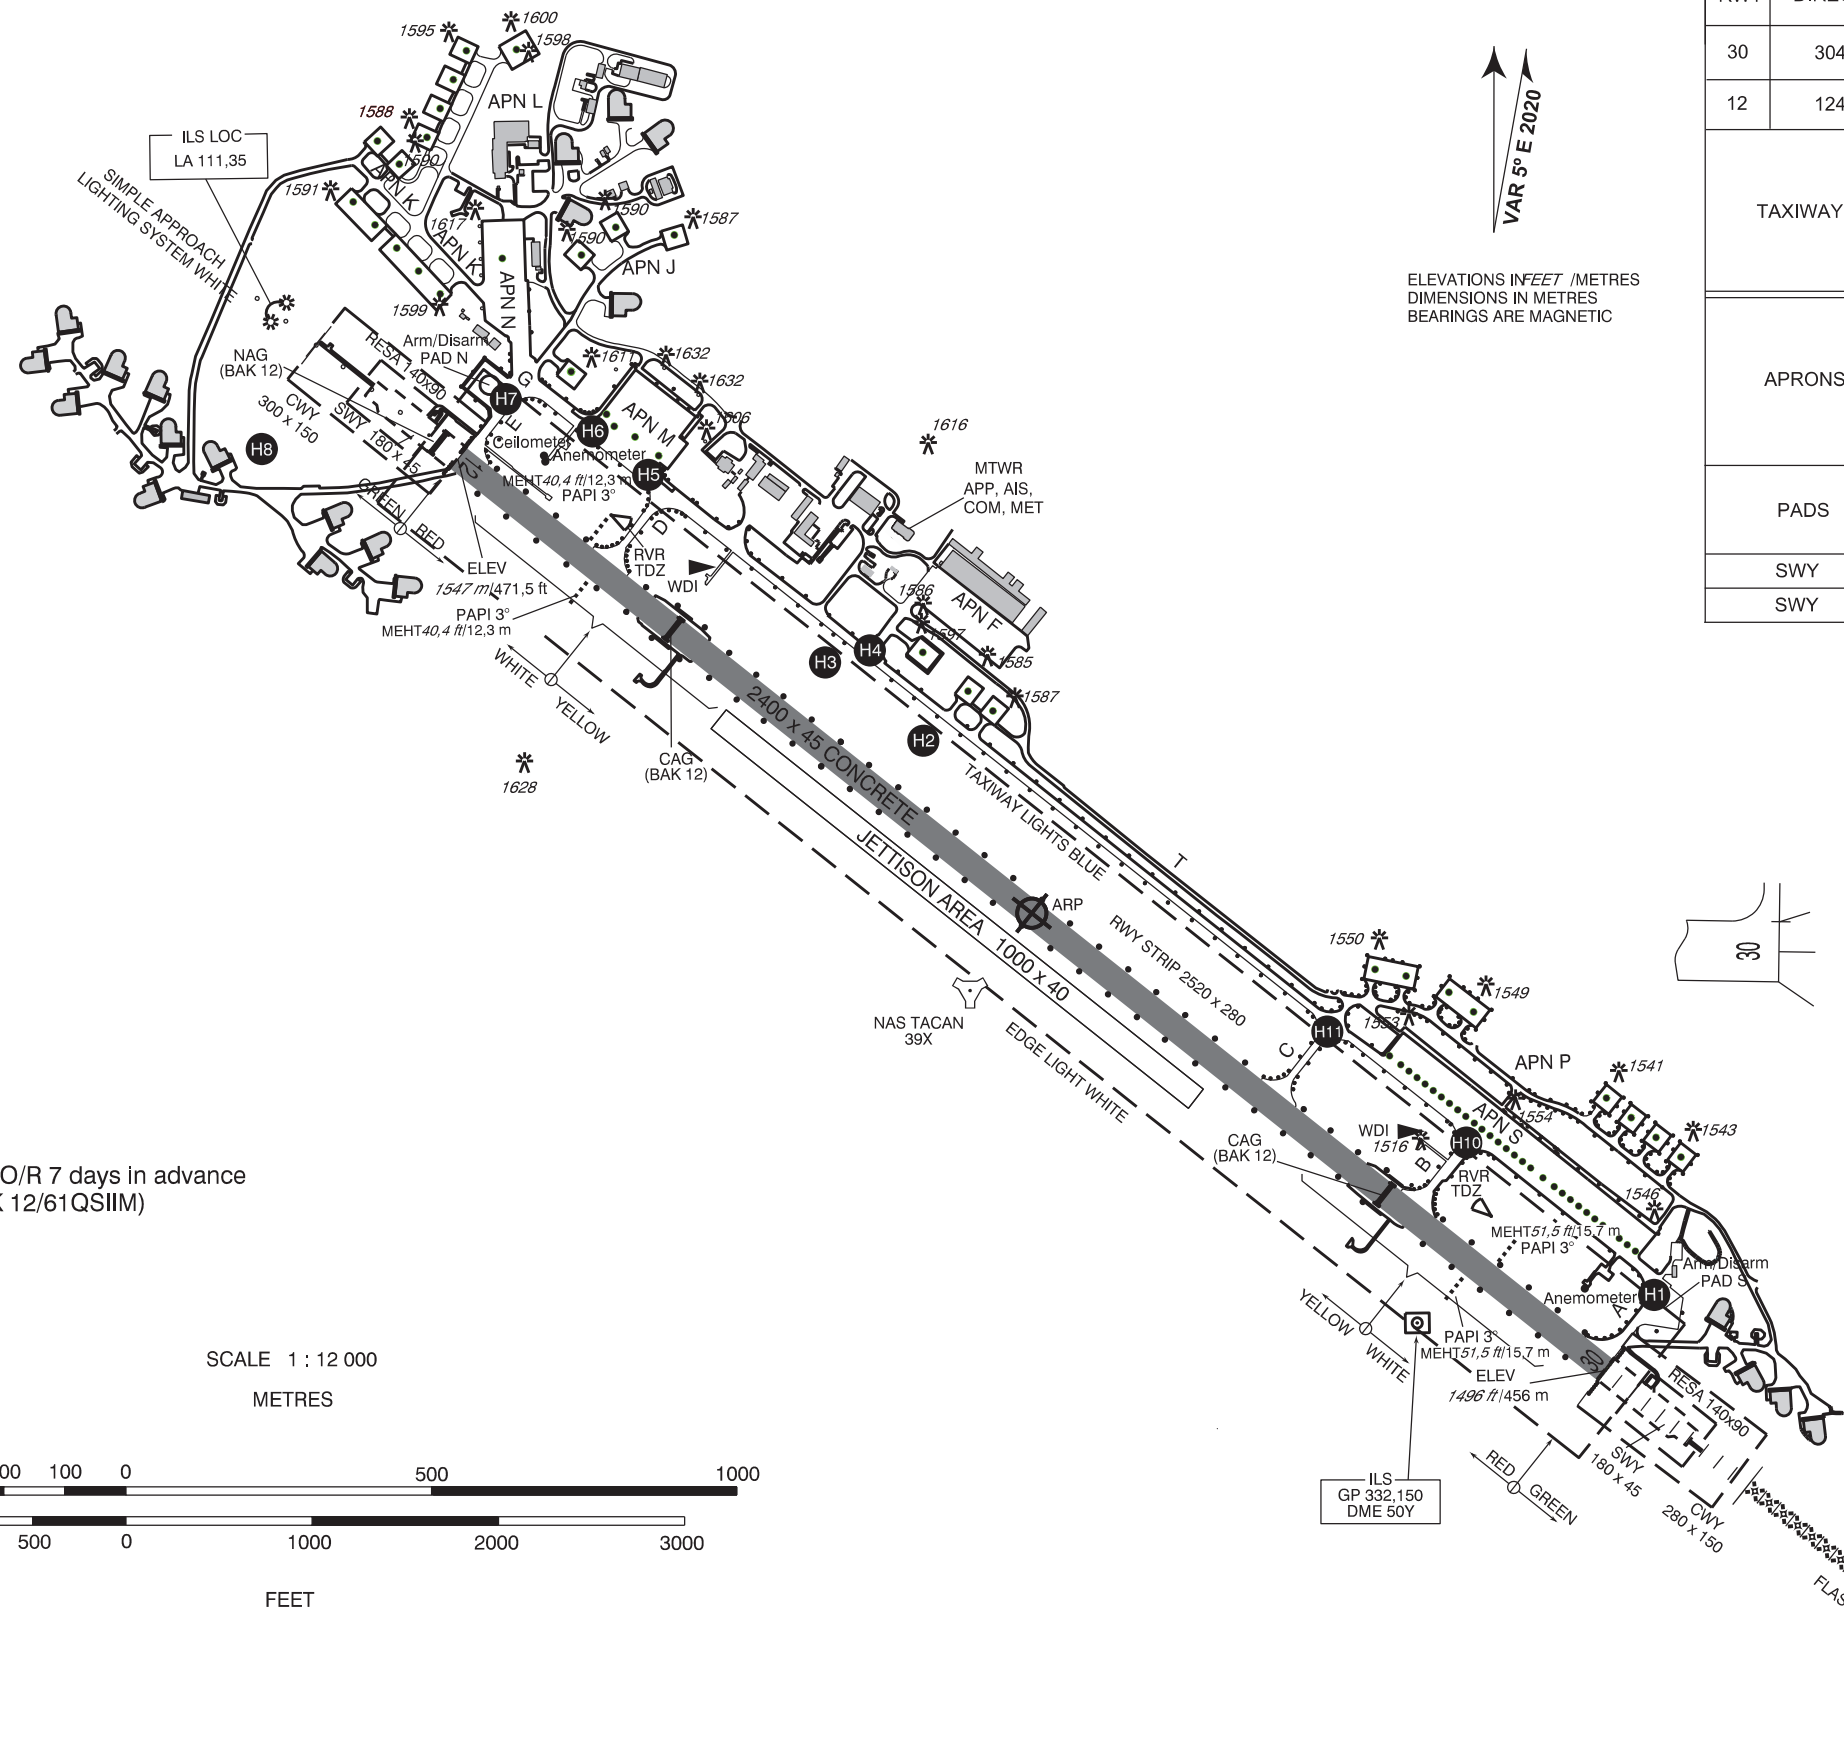 1600
1595
1598
RWY
30
304
12
124
TAXIWAY
APRONS
PADS
SWY
SWY
VAR 5° E 2020
ELEVATIONS IN FEET /METRES
DIMENSIONS IN METRES
BEARINGS ARE MAGNETIC
APN L
1588
ILS LOC
LA 111,35
1590
APN K
1591
SIMPLE APPROACH
LIGHTING SYSTEM WHITE
1617
APN K
1590
1587
1590
APN J
APN N
1599
Arm/Disarm
PAD N
NAG
(BAK 12)
RESA 140x90
CWY
300 x 150
SWY 180 x 45
G
1611
1632
1632
1606
APN M
H7
E
H6
H5
H8
Ceilometer
Anemometer
MEHT 40,4 ft/12,3 m
PAPI 3°
1616
MTWR
APP, AIS,
COM, MET
GREEN
RED
12
D
RVR
TDZ
WDI
ELEV
1547 m/471,5 ft
PAPI 3°
MEHT 40,4 ft/12,3 m
1586
APN F
1597
1585
1587
H4
H3
H2
WHITE
YELLOW
CAG
(BAK 12)
1628
2400 x 45 CONCRETE
TAXIWAY LIGHTS BLUE
JETTISON AREA 1000 x 40
ARP
T
RWY STRIP 2520 x 280
NAS TACAN
39X
EDGE LIGHT WHITE
1550
1549
30
H11
1553
C
APN P
1541
1554
APN S
1543
WDI
1516
H10
CAG
(BAK 12)
B
RVR
TDZ
1546
MEHT 51,5 ft/15,7 m
PAPI 3°
Arm/Disarm
PAD S
Anemometer
H1
A
YELLOW
WHITE
PAPI 3°
MEHT 51,5 ft/15,7 m
30
ELEV
1496 ft/456 m
RESA 140x90
SWY
180 x 45
CWY
280 x 150
RED
GREEN
ILS
GP 332,150
DME 50Y
FLAS
O/R 7 days in advance
K 12/61QSIIM)
SCALE 1 : 12 000
METRES
00 100 0 500 1000
500 0 1000 2000 3000
FEET